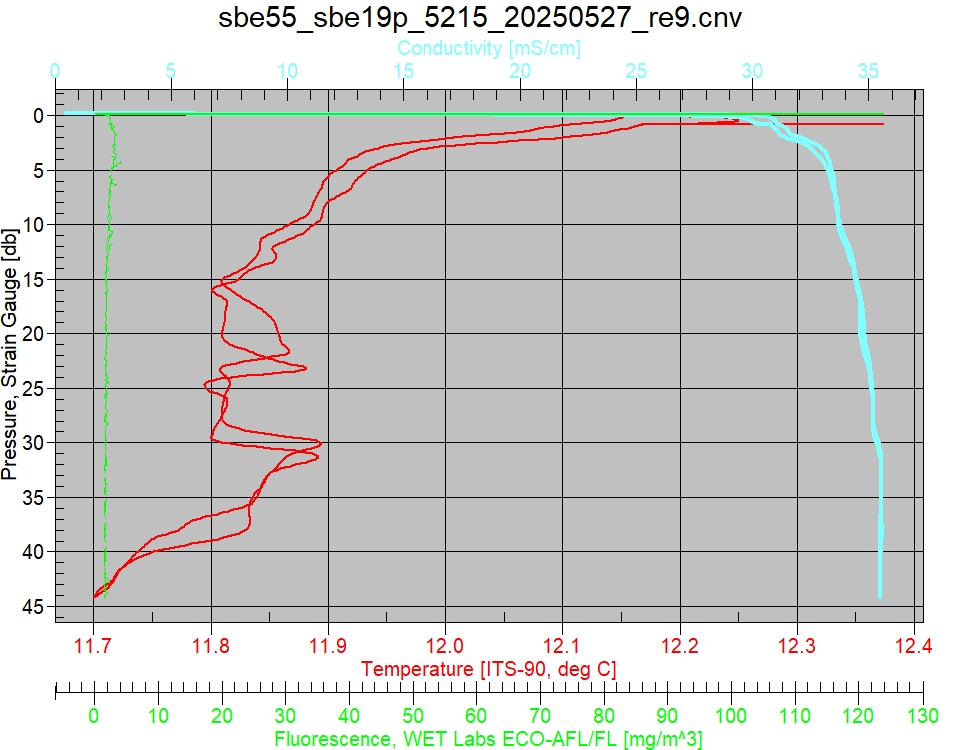 sbe55_sbe19p_5215_20250527_re9.cnv
Conductivity [mS/cm]
0 5 10 15 20 25 30 35
Pressure, Strain Gauge [db]
0
5
10
15
20
25
30
35
40
45
11.7 11.8 11.9 12.0 12.1 12.2 12.3 12.4
Temperature [ITS-90, deg C]
0 10 20 30 40 50 60 70 80 90 100 110 120 130
Fluorescence, WET Labs ECO-AFL/FL [mg/m^3]